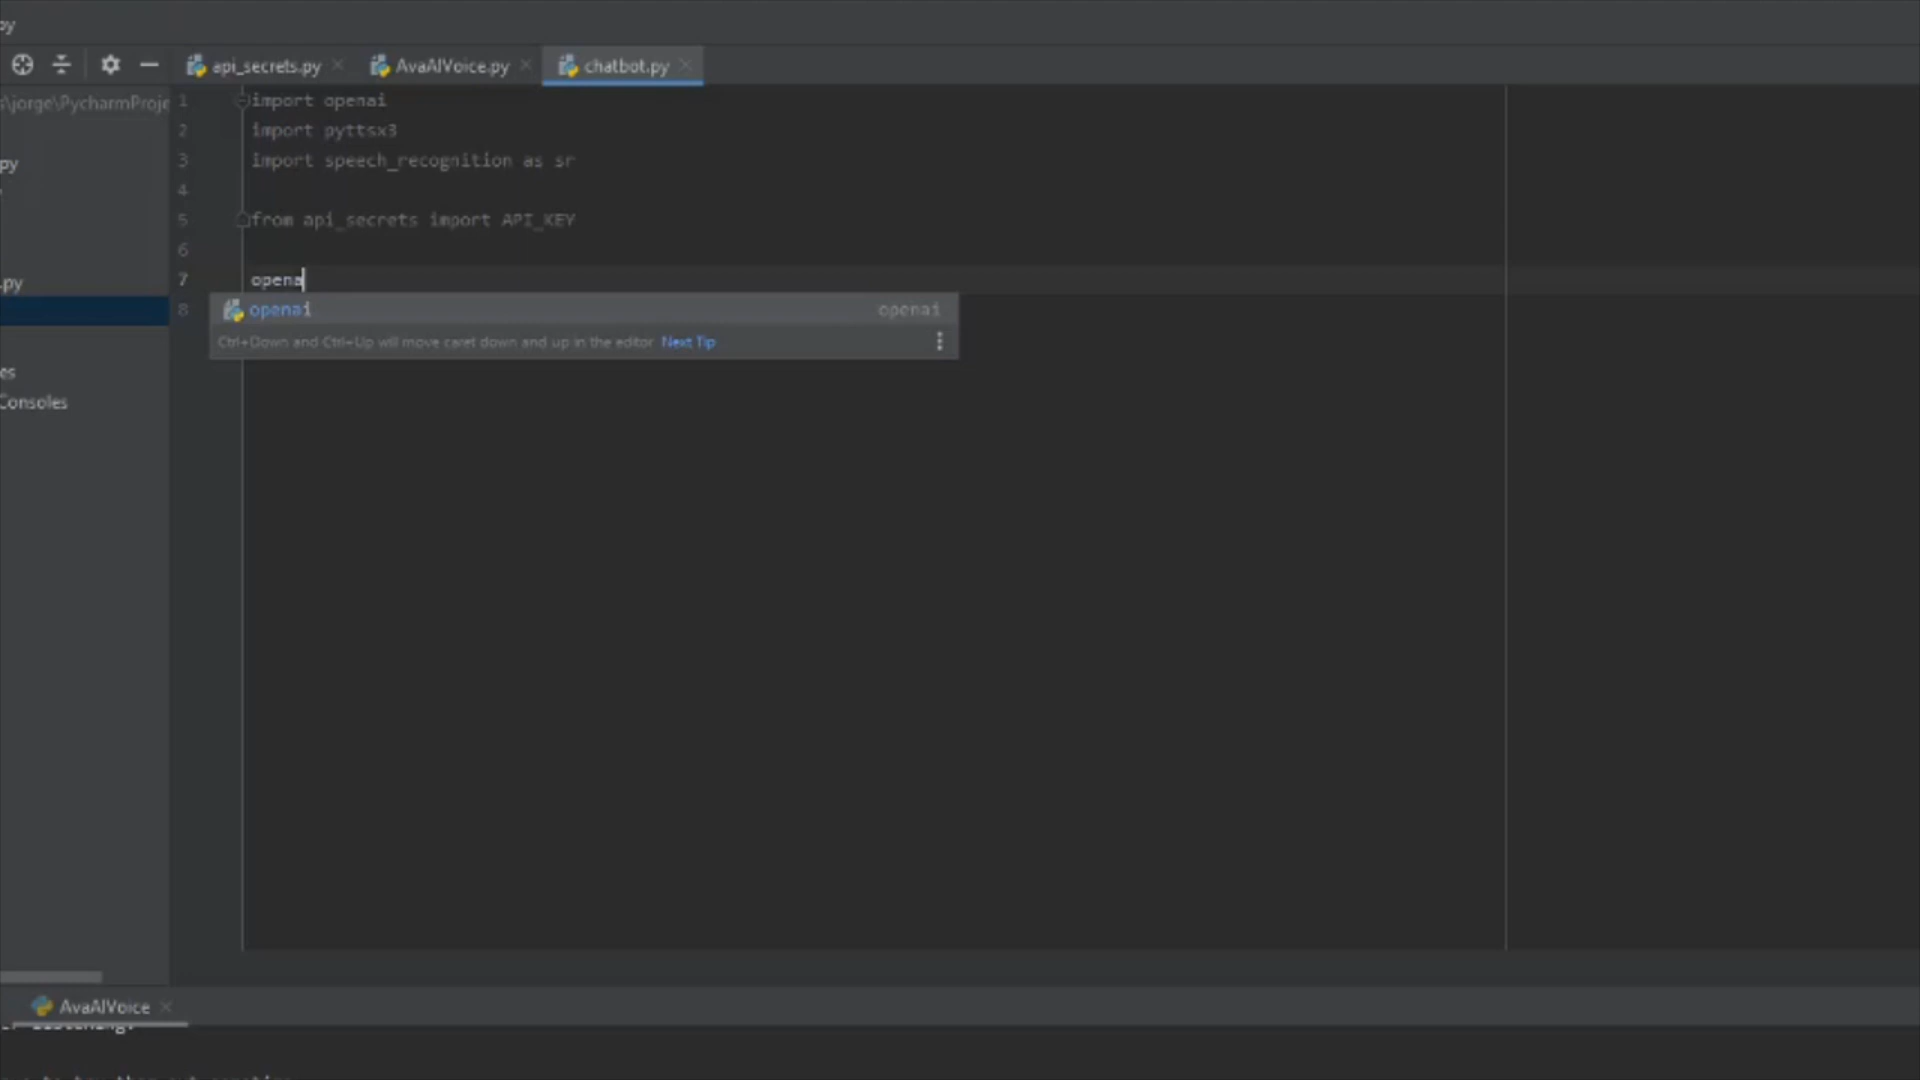 py
api_secrets.py
AvaAIVoice.py
chatbot.py
s\jorge\PycharmProje
1 import openai
2 import pyttsx3
py
3 import speech_recognition as sr
4
5 from api_secrets import API_KEY
6
.py
7 opena
8 openai openai
Ctrl+Down and Ctrl+Up will move caret down and up in the editor Next Tip
es
Consoles
AvaAIVoice